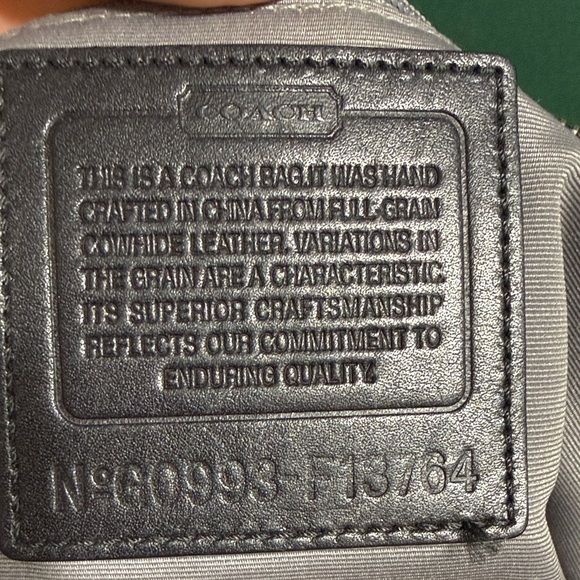 COACH
THIS IS A COACH BAG.IT WAS HAND
CRAFTED IN CHINA FROM FULL-GRAIN
COWHIDE LEATHER. VARIATIONS IN
THE GRAIN ARE A CHARACTERISTIC.
ITS SUPERIOR CRAFTSMANSHIP
REFLECTS OUR COMMITMENT TO
ENDURING QUALITY.
NºG0993-F13764